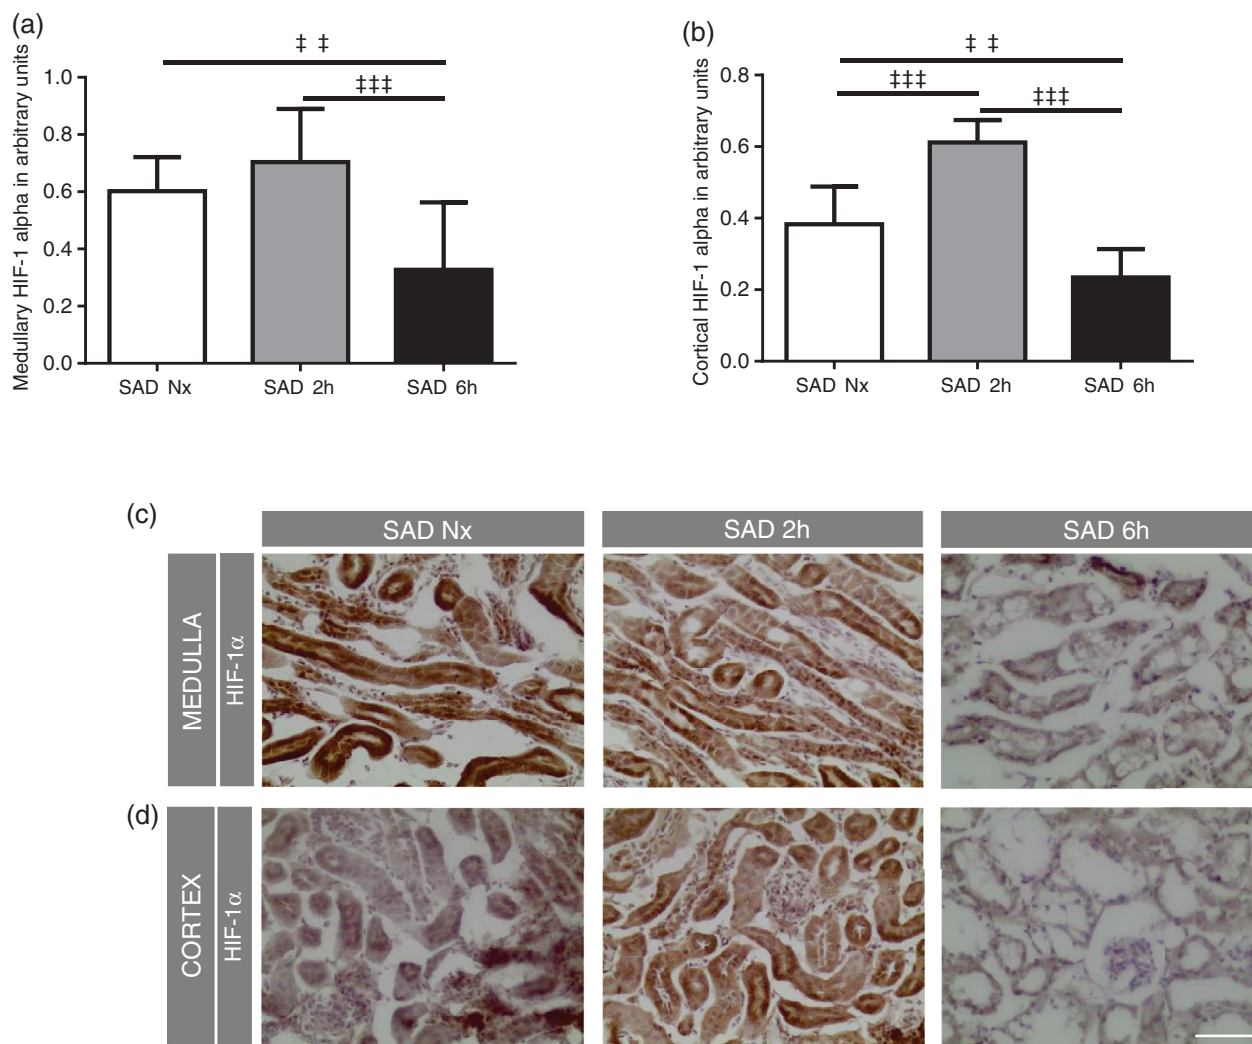 (a)
Medullary HIF-1 alpha in arbitrary units
1.0
0.8
0.6
0.4
0.2
0.0
‡ ‡
‡‡‡
SAD Nx
SAD 2h
SAD 6h
(b)
Cortical HIF-1 alpha in arbitrary units
0.8
0.6
0.4
0.2
0.0
‡ ‡
‡‡‡
‡‡‡
SAD Nx
SAD 2h
SAD 6h
(c)
SAD Nx
SAD 2h
SAD 6h
MEDULLA
HIF-1α
(d)
CORTEX
HIF-1α